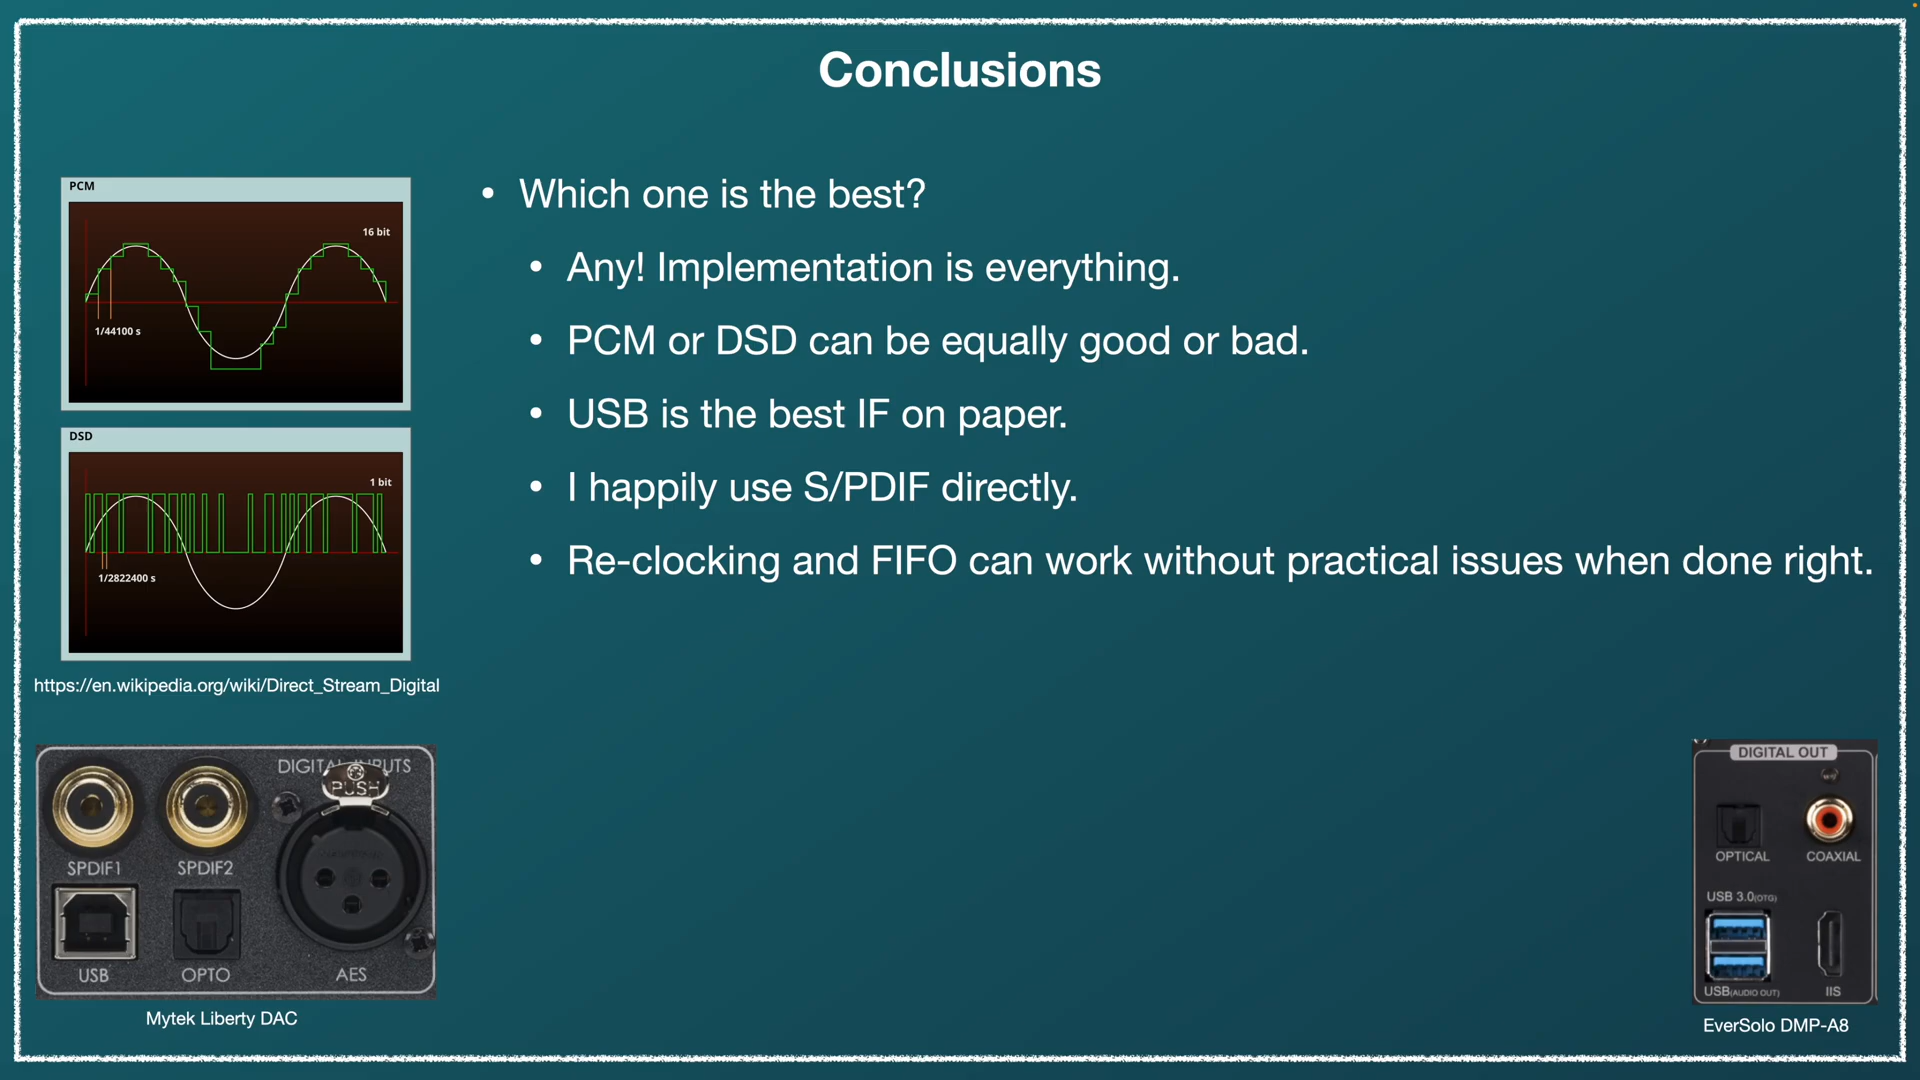 Conclusions
PCM
16 bit
1/44100 s
DSD
1 bit
1/2822400 s
https://en.wikipedia.org/wiki/Direct_Stream_Digital
• Which one is the best?
• Any! Implementation is everything.
• PCM or DSD can be equally good or bad.
• USB is the best IF on paper.
• I happily use S/PDIF directly.
• Re-clocking and FIFO can work without practical issues when done right.
DIGITAL INPUTS
PUSH
SPDIF1 SPDIF2
USB OPTO AES
Mytek Liberty DAC
DIGITAL OUT
OPTICAL COAXIAL
USB 3.0(OTG)
USB(AUDIO OUT) IIS
EverSolo DMP-A8